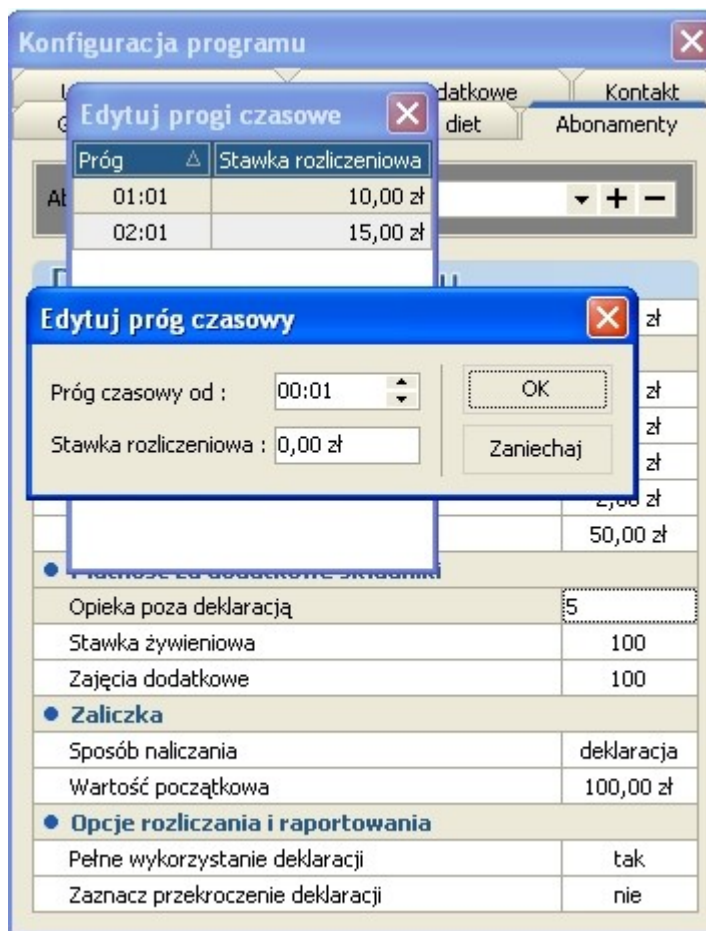 Konfiguracja programu
datkowe
Kontakt
diet
Abonamenty
Edytuj progi czasowe
Próg Stawka rozliczeniowa
01:01 10,00 zł
02:01 15,00 zł
zł
Edytuj próg czasowy
Próg czasowy od : 00:01 OK
Stawka rozliczeniowa : 0,00 zł Zaniechaj
zł
zł
zł
50,00 zł
Opieka poza deklaracją 5
Stawka żywieniowa 100
Zajęcia dodatkowe 100
Zaliczka
Sposób naliczania deklaracja
Wartość początkowa 100,00 zł
Opcje rozliczania i raportowania
Pełne wykorzystanie deklaracji tak
Zaznacz przekroczenie deklaracji nie